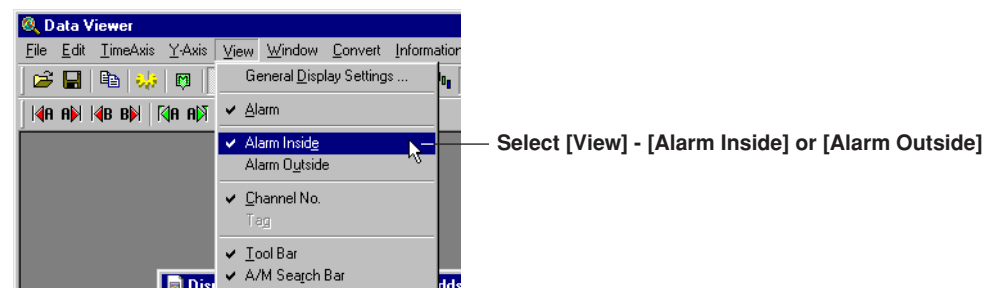 Data Viewer
File Edit TimeAxis Y-Axis View Window Convert Information
General Display Settings ...
A A B B A A
Alarm
Alarm Inside
Select [View] - [Alarm Inside] or [Alarm Outside]
Alarm Outside
Channel No.
Tag
Tool Bar
A/M Search Bar